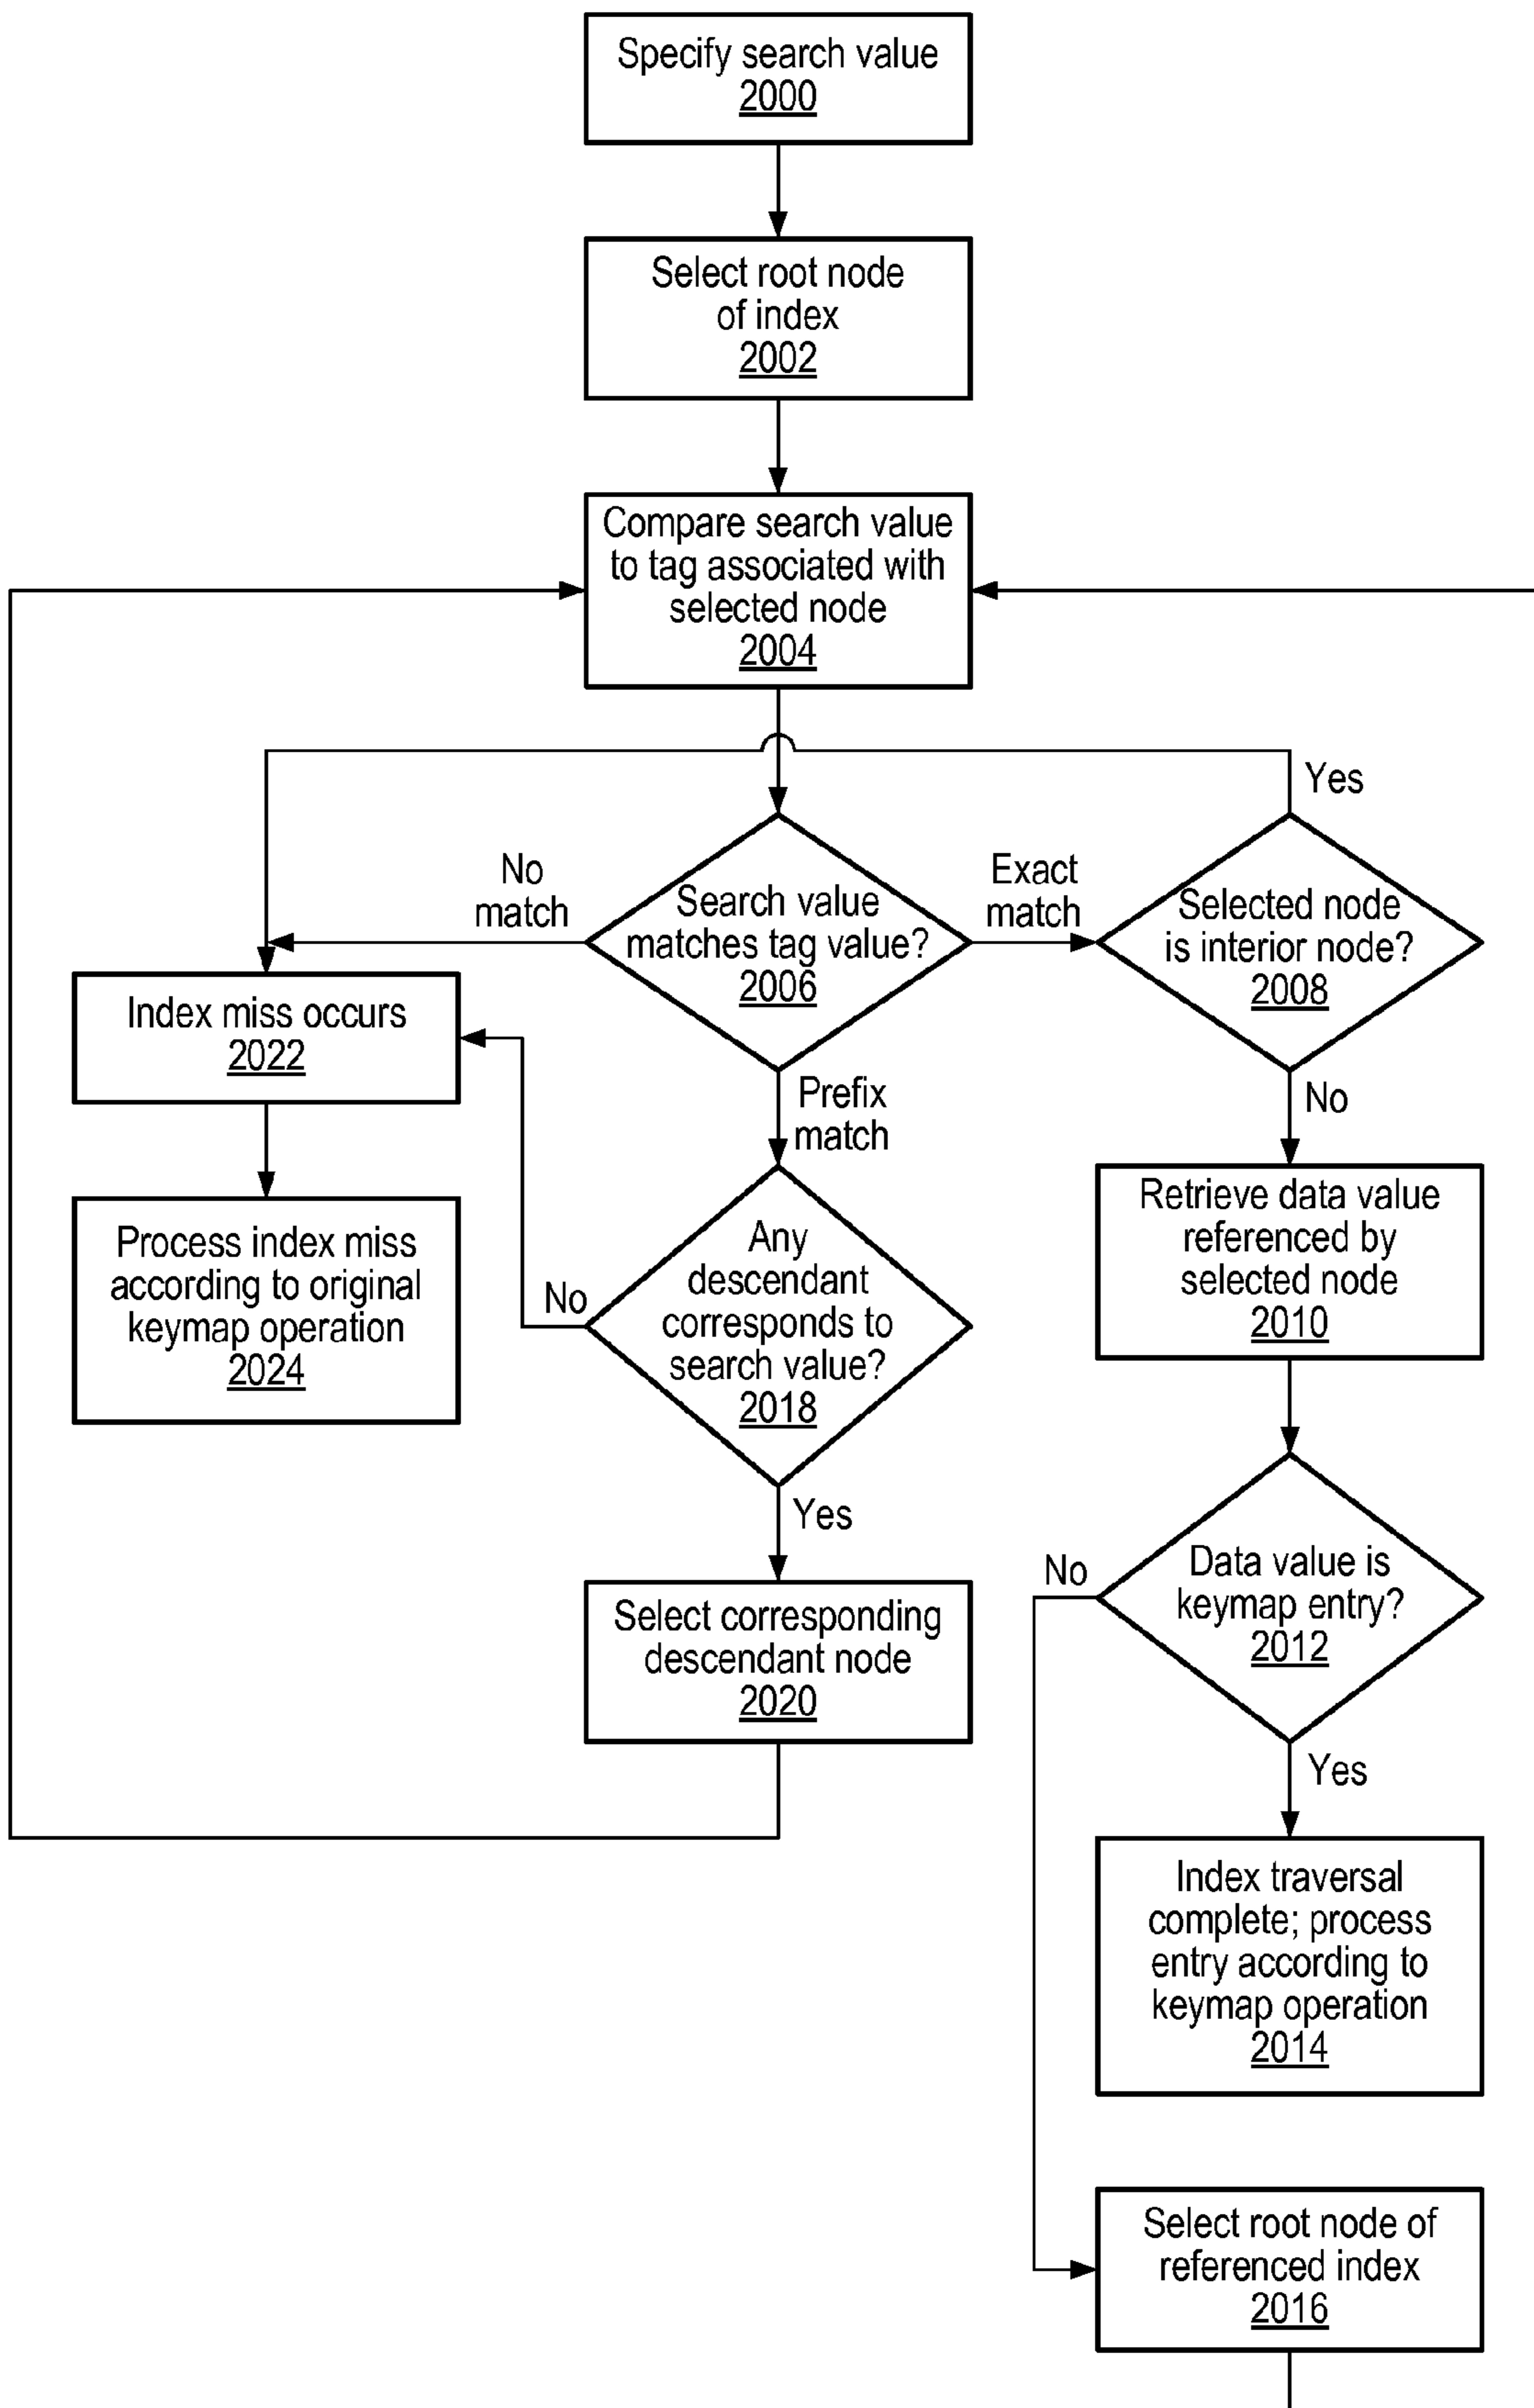 Specify search value
2000
Select root node
of index
2002
Compare search value
to tag associated with
selected node
2004
Yes
No
match
Search value
matches tag value?
2006
Exact
match
Selected node
is interior node?
2008
Index miss occurs
2022
Prefix
match
No
Process index miss
according to original
keymap operation
2024
No
Any
descendant
corresponds to
search value?
2018
Retrieve data value
referenced by
selected node
2010
Yes
No
Data value is
keymap entry?
2012
Select corresponding
descendant node
2020
Yes
Index traversal
complete; process
entry according to
keymap operation
2014
Select root node of
referenced index
2016